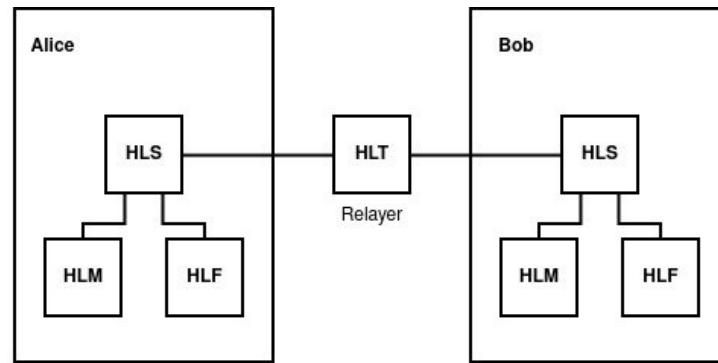 Alice
Bob
HLS
HLT
HLS
Relayer
HLM
HLF
HLM
HLF